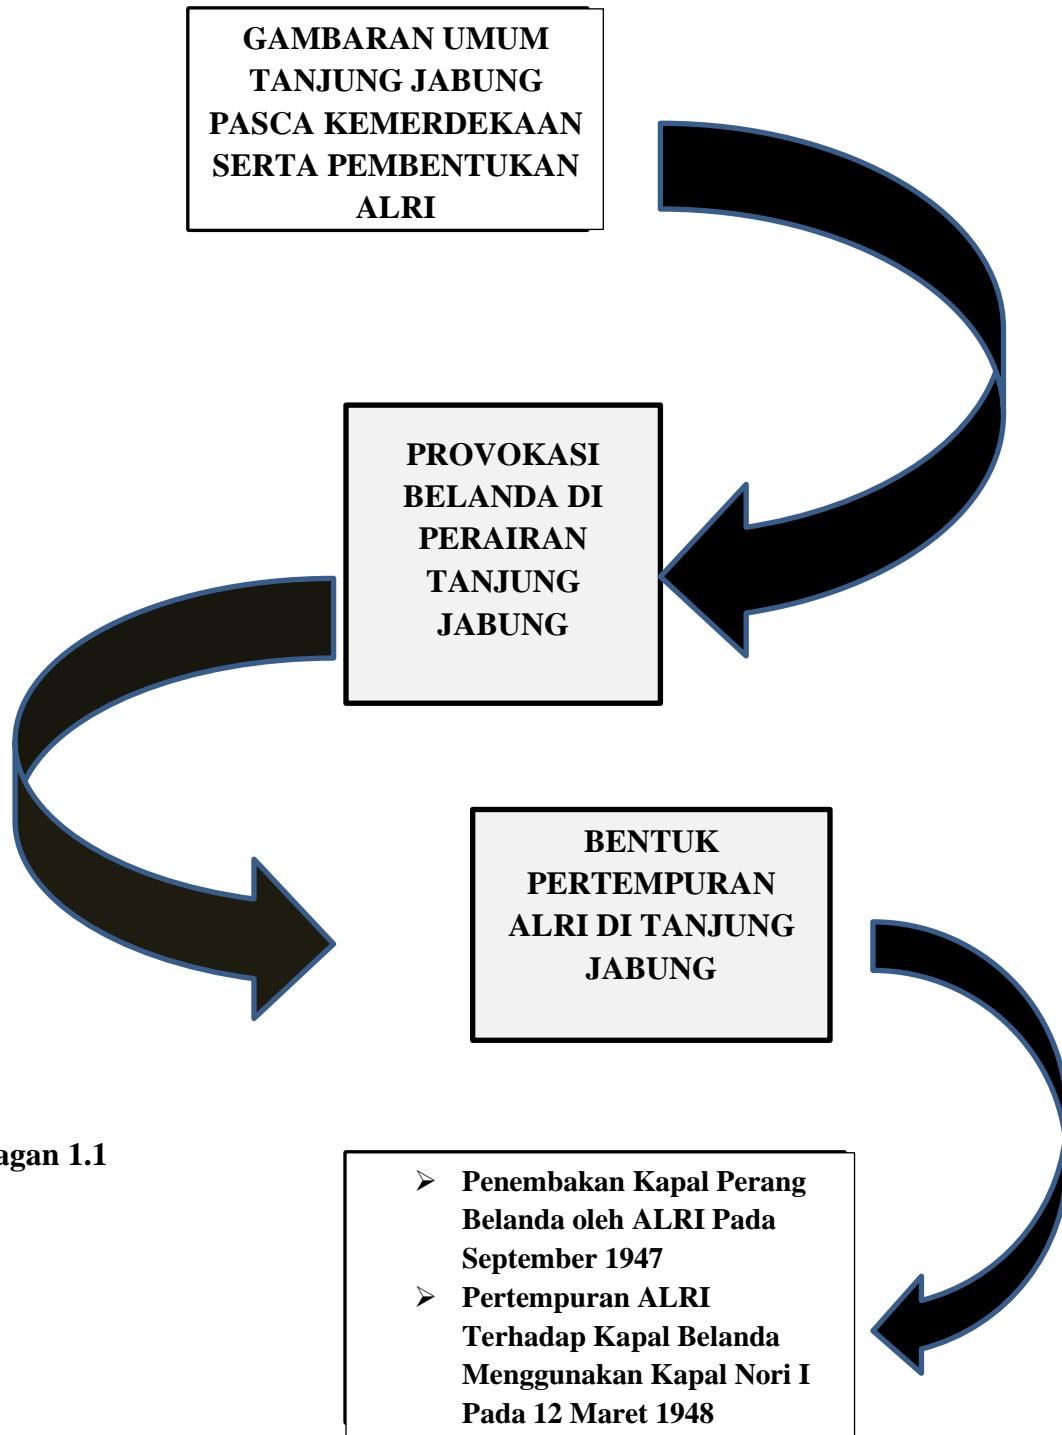 GAMBARAN UMUM
TANJUNG JABUNG
PASCA KEMERDEKAAN
SERTA PEMBENTUKAN
ALRI
PROVOKASI
BELANDA DI
PERAIRAN
TANJUNG
JABUNG
BENTUK
PERTEMPURAN
ALRI DI TANJUNG
JABUNG
agan 1.1
➢ Penembakan Kapal Perang
Belanda oleh ALRI Pada
September 1947
➢ Pertempuran ALRI
Terhadap Kapal Belanda
Menggunakan Kapal Nori I
Pada 12 Maret 1948